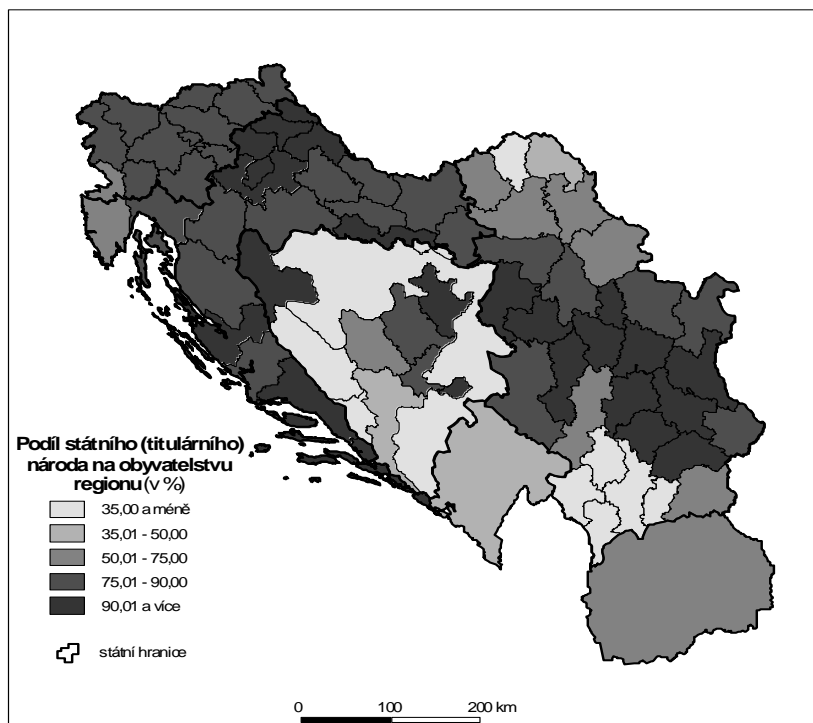 Podíl státního (titulárního)
národa na obyvatelstvu
regionu (v %)
35,00 a méně
35,01 - 50,00
50,01 - 75,00
75,01 - 90,00
90,01 a více
státní hranice
0 100 200 km